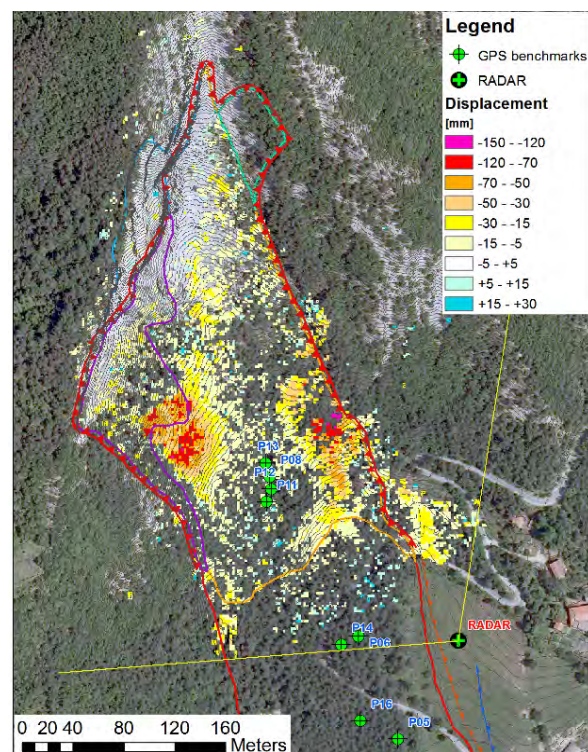 Legend
GPS benchmarks
RADAR
Displacement
[mm]
-150 - -120
-120 - -70
-70 - -50
-50 - -30
-30 - -15
-15 - -5
-5 - +5
+5 - +15
+15 - +30
P13
P08
P12
P11
RADAR
P14
P06
P16
P05
0 20 40 80 120 160
Meters